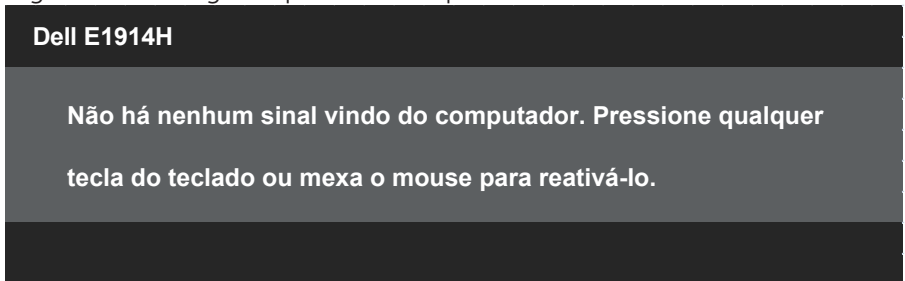 Dell E1914H
Não há nenhum sinal vindo do computador. Pressione qualquer
tecla do teclado ou mexa o mouse para reativá-lo.